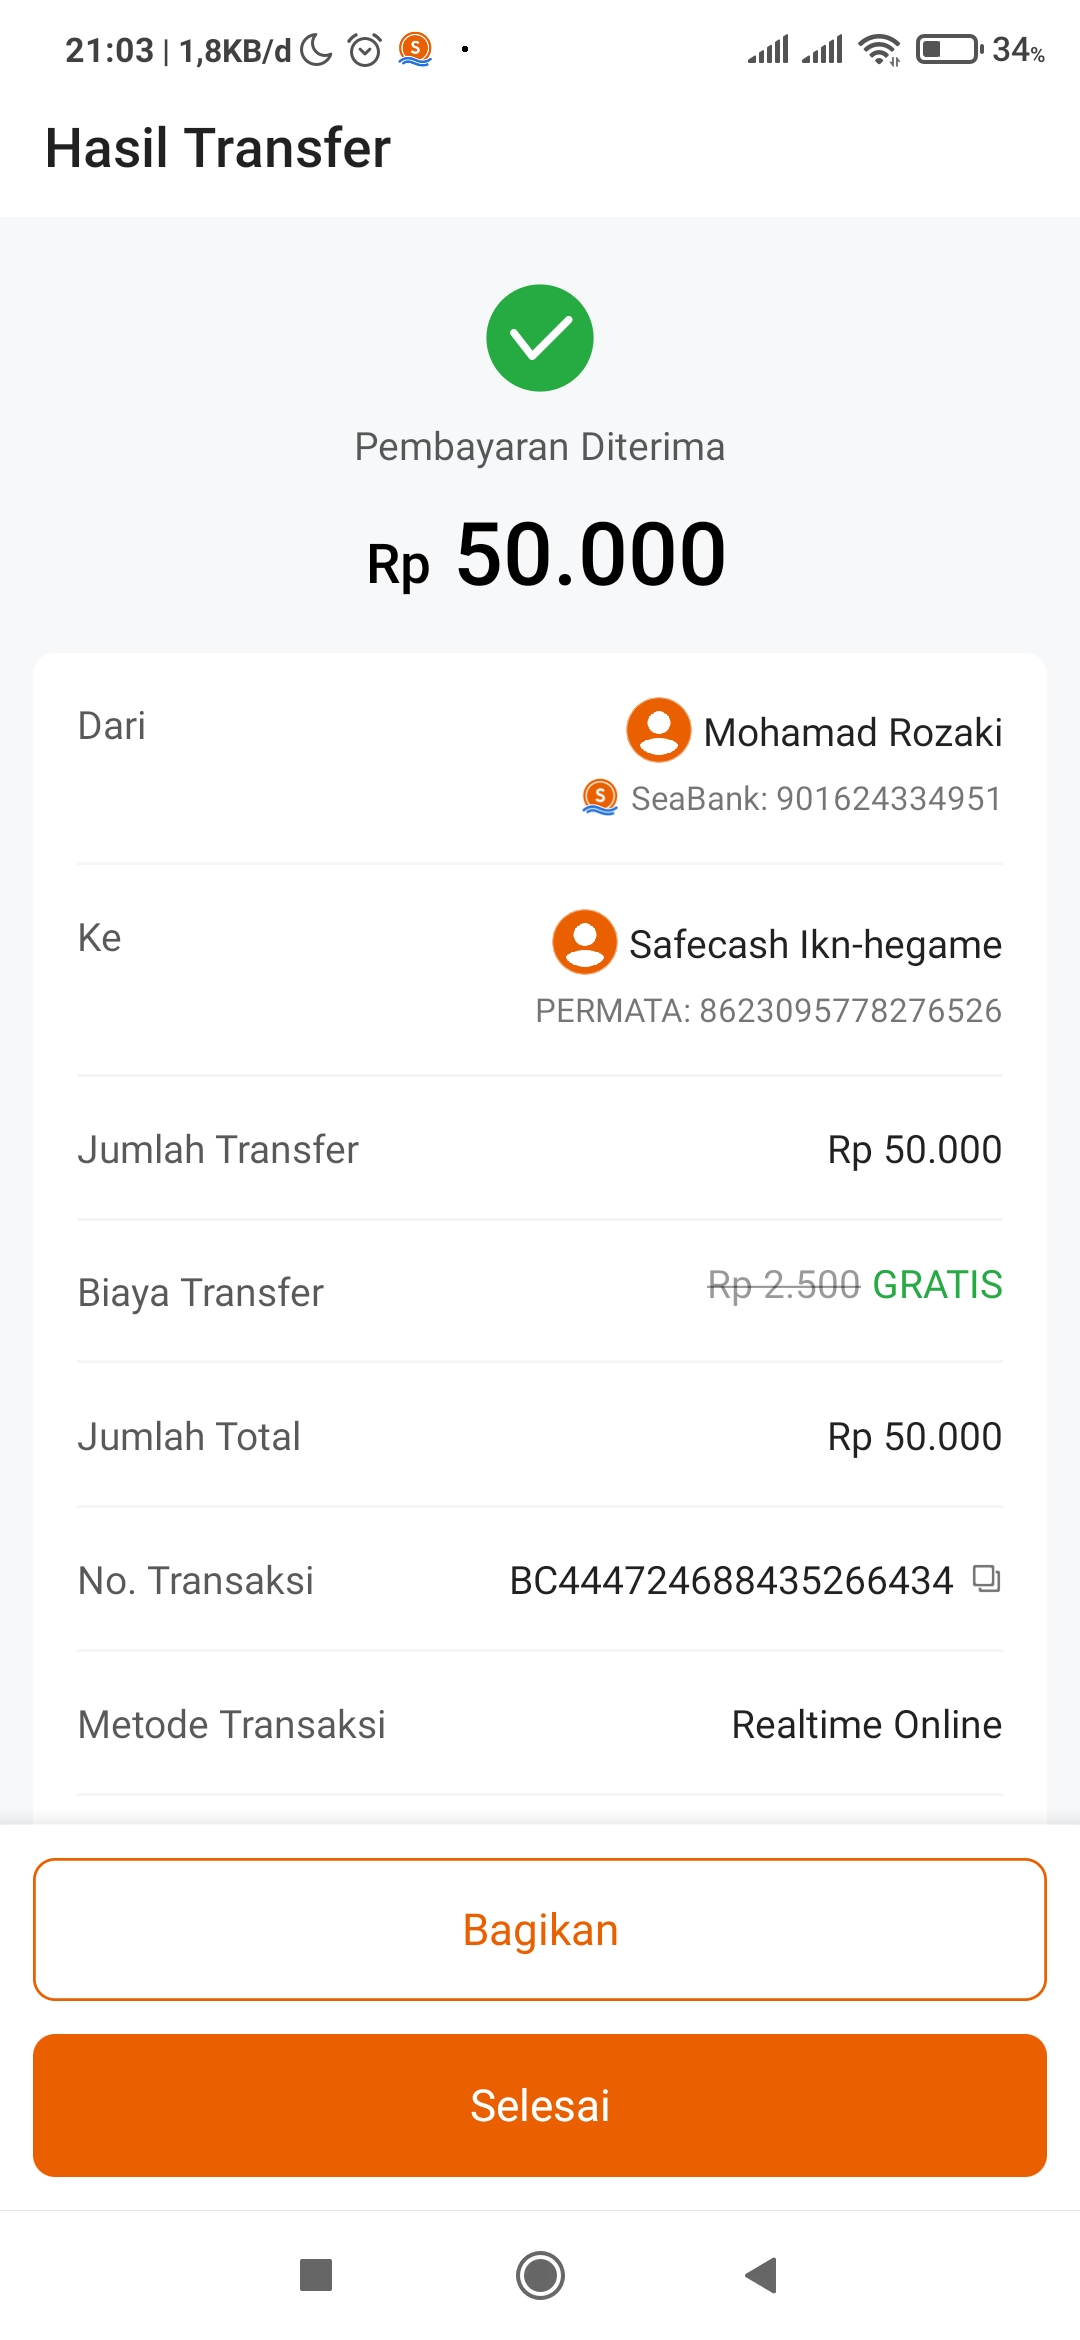 21:03 | 1,8KB/d 34%
Hasil Transfer
Pembayaran Diterima
Rp 50.000
Dari Mohamad Rozaki
SeaBank: 901624334951
Ke Safecash Ikn-hegame
PERMATA: 8623095778276526
Jumlah Transfer Rp 50.000
Biaya Transfer Rp 2.500 GRATIS
Jumlah Total Rp 50.000
No. Transaksi BC444724688435266434
Metode Transaksi Realtime Online
Bagikan
Selesai